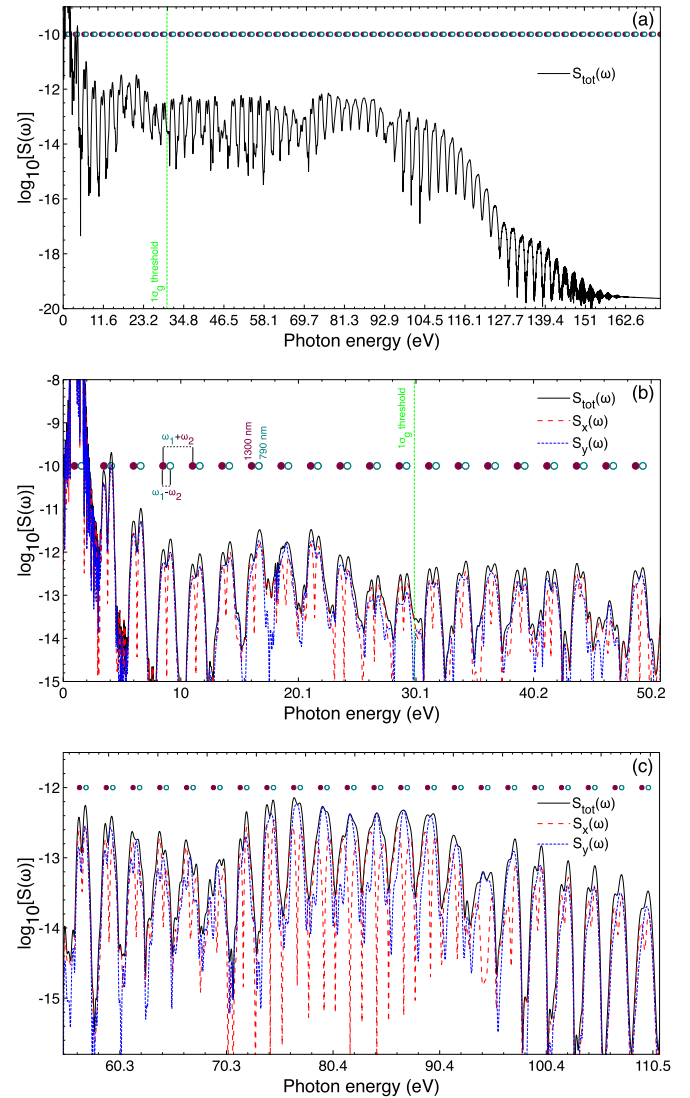 (a)
-10
-12
-14
-16
-18
-20
log10[S(ω)]
Stot(ω)
1σg threshold
0 11.6 23.2 34.8 46.5 58.1 69.7 81.3 92.9 104.5 116.1 127.7 139.4 151 162.6
Photon energy (eV)
(b)
-8
-9
-10
-11
-12
-13
-14
-15
log10[S(ω)]
ω1+ω2
ω1-ω2
1300 nm
790 nm
1σg threshold
Stot(ω)
Sx(ω)
Sy(ω)
0 10 20.1 30.1 40.2 50.2
Photon energy (eV)
(c)
-12
-13
-14
-15
log10[S(ω)]
Stot(ω)
Sx(ω)
Sy(ω)
60.3 70.3 80.4 90.4 100.4 110.5
Photon energy (eV)